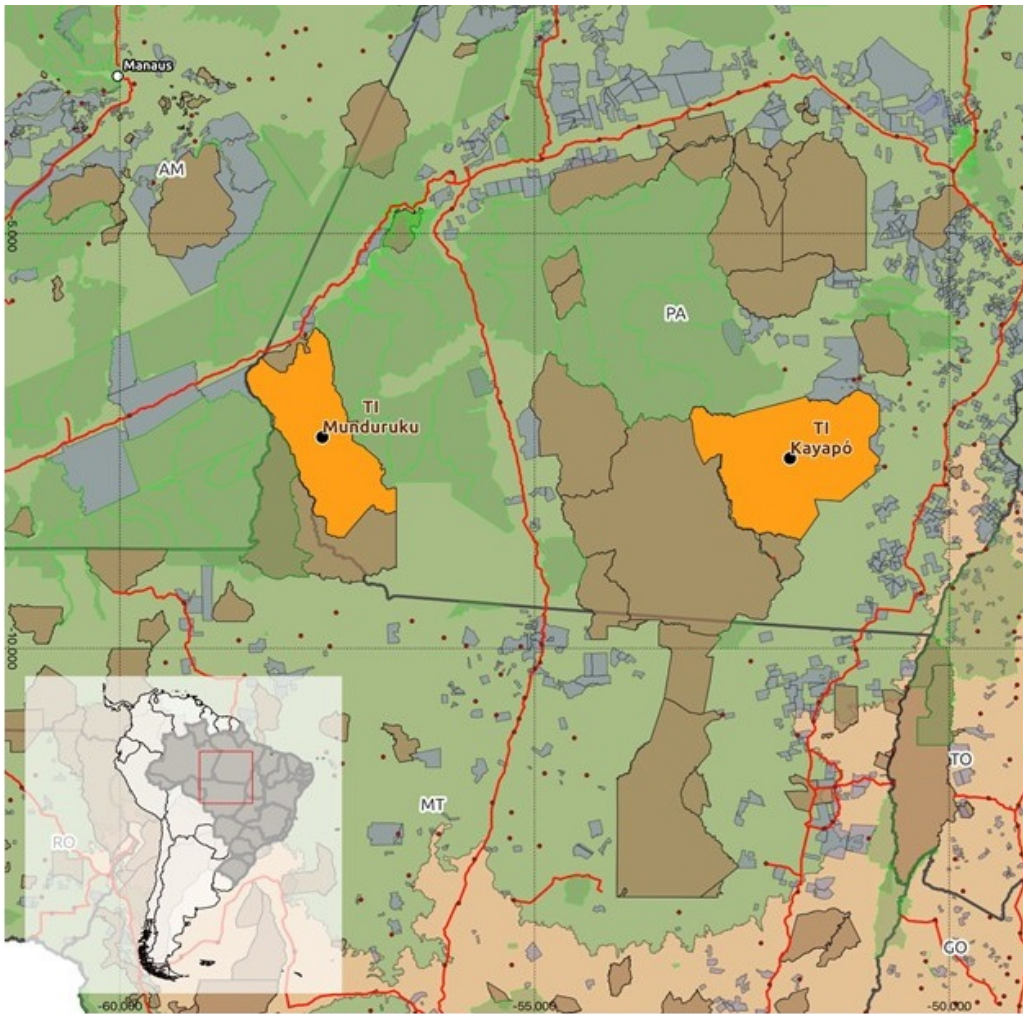 Manaus
AM
-5.000
PA
TI
Munduruku
TI
Kayapó
-10.000
TO
MT
RO
GO
-60.000
-55.000
-50.000